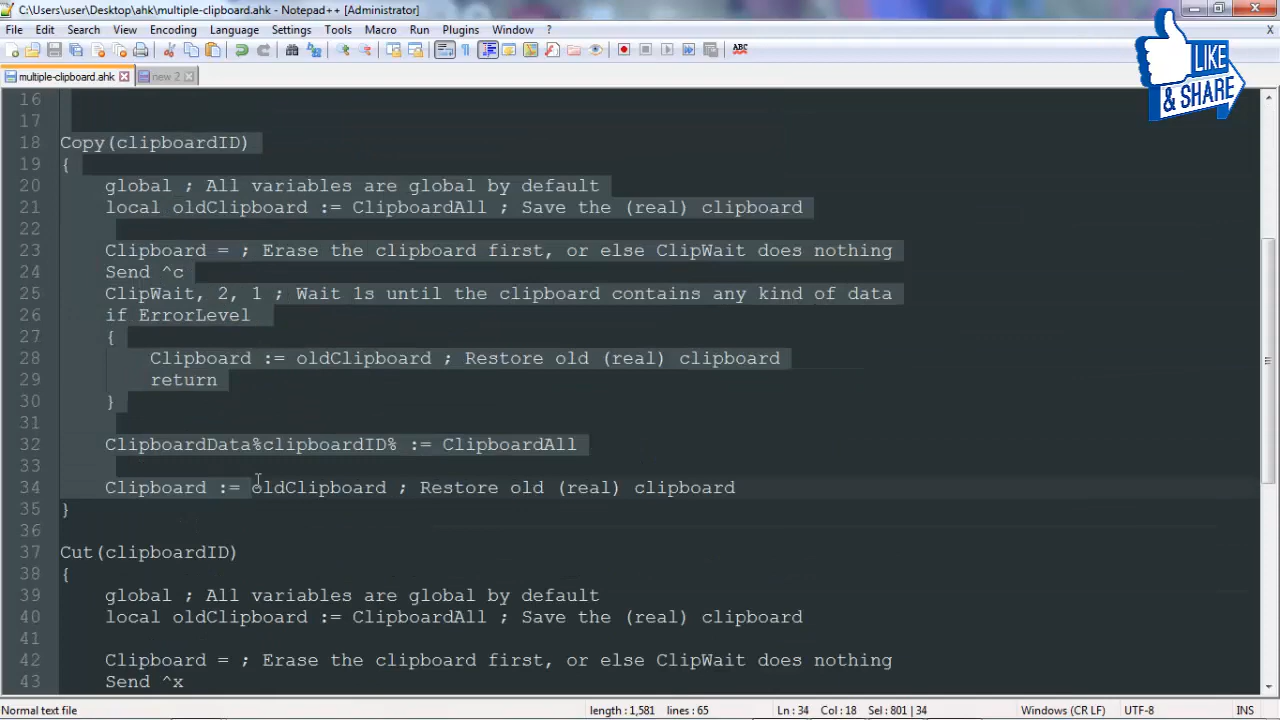 C:\Users\user\Desktop\ahk\multiple-clipboard.ahk - Notepad++ [Administrator]
File Edit Search View Encoding Language Settings Tools Macro Run Plugins Window ? X
ABC
LIKE
& SHARE
multiple-clipboard.ahk new 2
16
17
18 Copy(clipboardID)
19 {
20 global ; All variables are global by default
21 local oldClipboard := ClipboardAll ; Save the (real) clipboard
22
23 Clipboard = ; Erase the clipboard first, or else ClipWait does nothing
24 Send ^c
25 ClipWait, 2, 1 ; Wait 1s until the clipboard contains any kind of data
26 if ErrorLevel
27 {
28 Clipboard := oldClipboard ; Restore old (real) clipboard
29 return
30 }
31
32 ClipboardData%clipboardID% := ClipboardAll
33
34 Clipboard := oldClipboard ; Restore old (real) clipboard
35 }
36
37 Cut(clipboardID)
38 {
39 global ; All variables are global by default
40 local oldClipboard := ClipboardAll ; Save the (real) clipboard
41
42 Clipboard = ; Erase the clipboard first, or else ClipWait does nothing
43 Send ^x
Normal text file length : 1,581 lines : 65 Ln : 34 Col : 18 Sel : 801 | 34 Windows (CR LF) UTF-8 INS